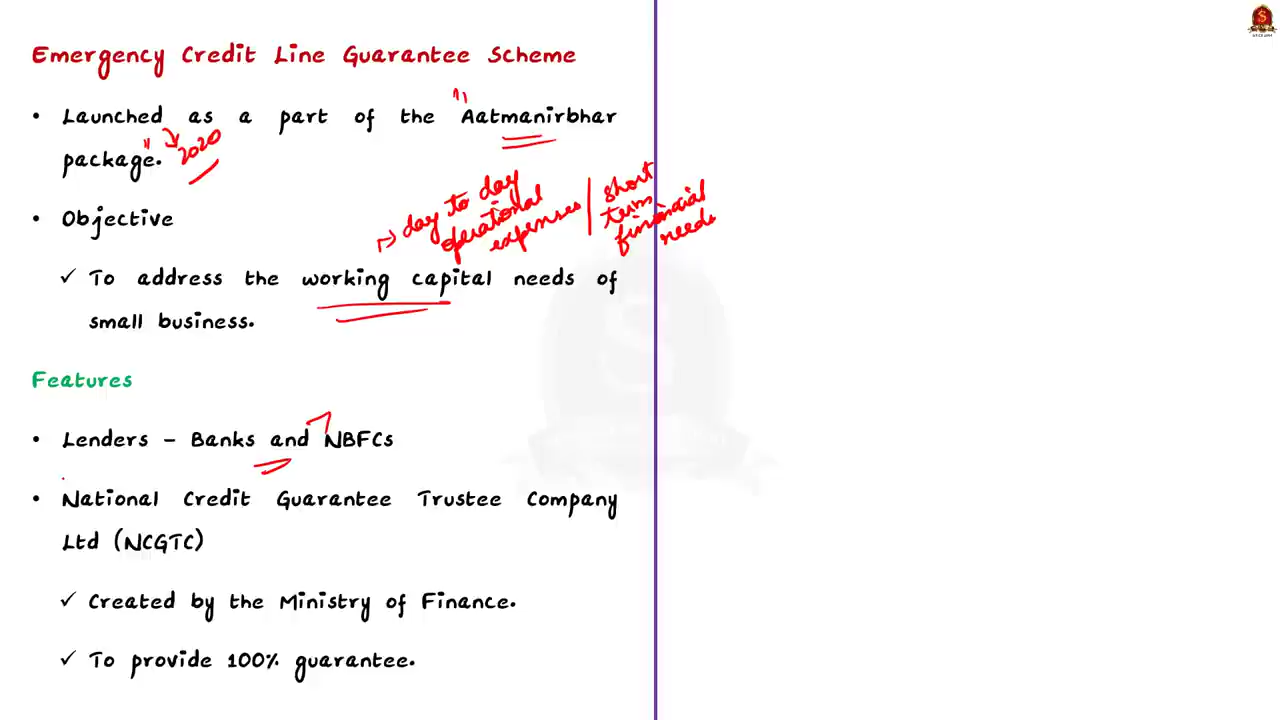 Emergency Credit Line Guarantee Scheme
• Launched as a part of the "Aatmanirbhar
package." 2020
• Objective
day to day
operational
expenses
short
term
financial
needs
✓ To address the working capital needs of
small business.
Features
• Lenders - Banks and NBFCs
• National Credit Guarantee Trustee Company
Ltd (NCGTC)
✓ Created by the Ministry of Finance.
✓ To provide 100% guarantee.